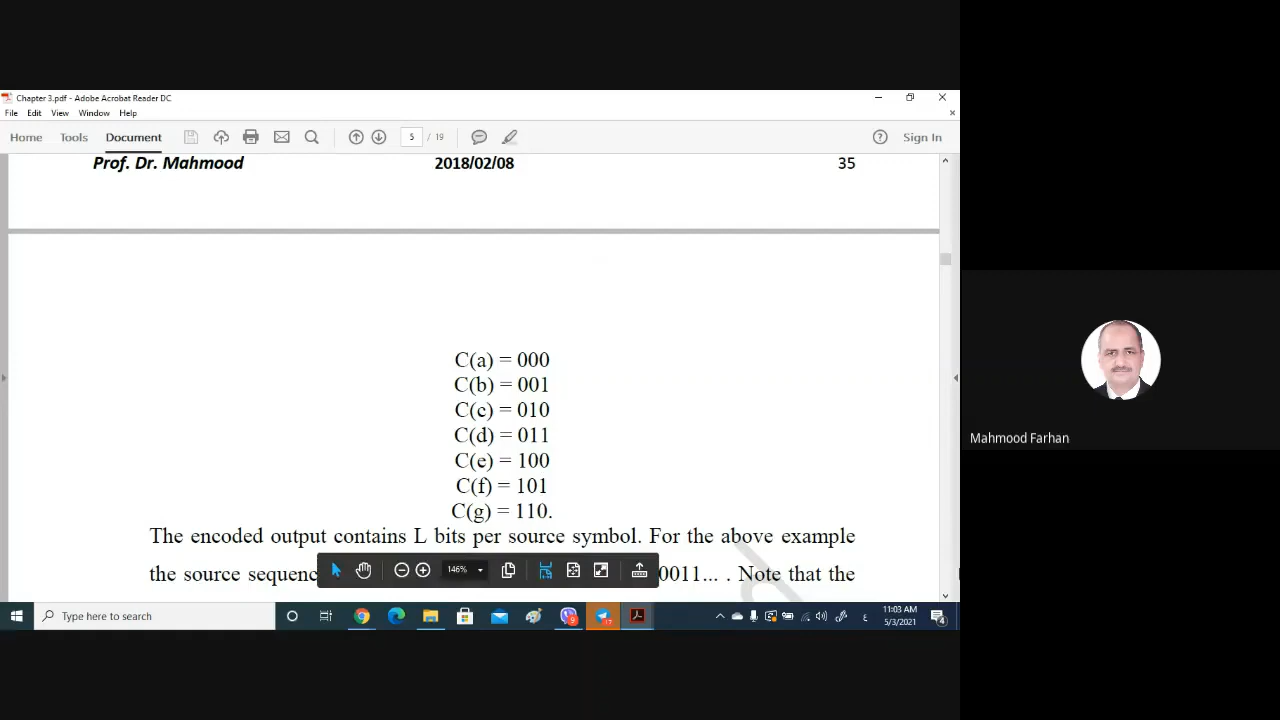 Chapter 3.pdf - Adobe Acrobat Reader DC
File Edit View Window Help
Home Tools Document 5 / 19 Sign In
Prof. Dr. Mahmood 2018/02/08 35
C(a) = 000
C(b) = 001
C(c) = 010
C(d) = 011
C(e) = 100
C(f) = 101
C(g) = 110.
The encoded output contains L bits per source symbol. For the above example
the source sequenc 0011... . Note that the
146%
Mahmood Farhan
Type here to search
9
17
ع
11:03 AM
5/3/2021
4